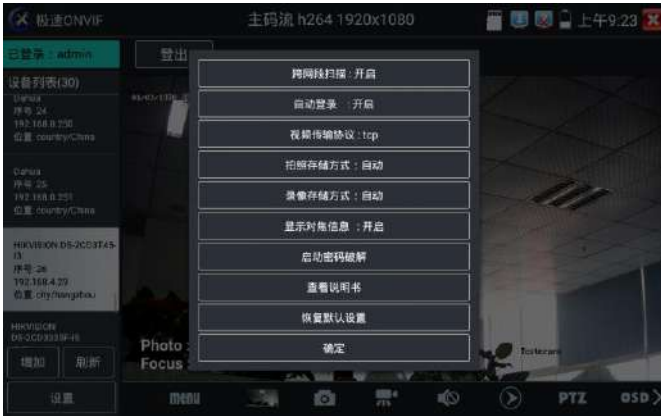 极速ONVIF
主码流 h264 1920x1080
上午9:23
已登录：admin
登出
设备列表(30)
Dahua
序号 24
192.168.0.250
位置 country/China
Dahua
序号 25
192.168.0.251
位置 country/China
HIKVISION DS-2CD3T45-I3
序号 26
192.168.4.29
位置 city/hangzhou
HIKVISION
增加
刷新
设置
跨网段扫描：开启
自动登录 ：开启
视频传输协议：tcp
拍照存储方式：自动
录像存储方式：自动
显示对焦信息 ：开启
启动密码破解
查看说明书
恢复默认设置
确定
Photo
Focus
menu
PTZ
OSD